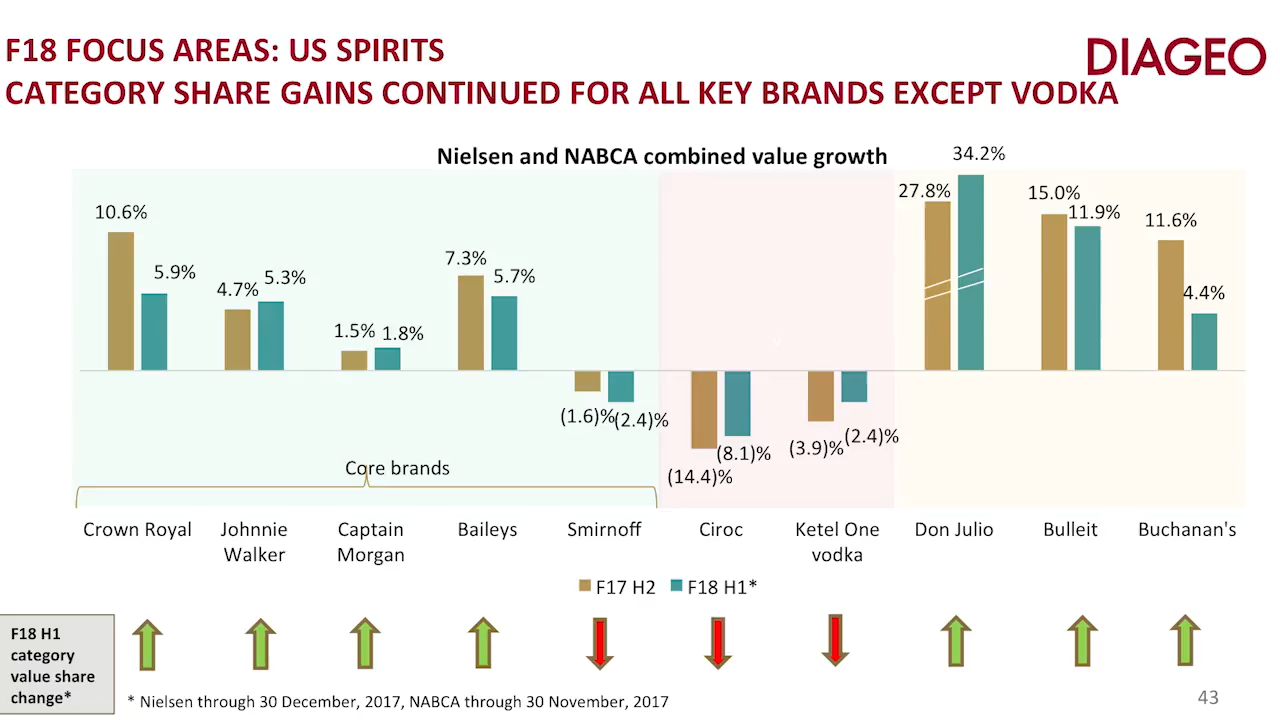 F18 FOCUS AREAS: US SPIRITS
DIAGEO
CATEGORY SHARE GAINS CONTINUED FOR ALL KEY BRANDS EXCEPT VODKA
Nielsen and NABCA combined value growth
10.6%
5.9%
4.7%
5.3%
1.5%
1.8%
7.3%
5.7%
(1.6)%
(2.4)%
(14.4)%
(8.1)%
(3.9)%
(2.4)%
27.8%
34.2%
15.0%
11.9%
11.6%
4.4%
Core brands
Crown Royal
Johnnie
Walker
Captain
Morgan
Baileys
Smirnoff
Ciroc
Ketel One
vodka
Don Julio
Bulleit
Buchanan's
F17 H2
F18 H1*
F18 H1
category
value share
change*
* Nielsen through 30 December, 2017, NABCA through 30 November, 2017
43